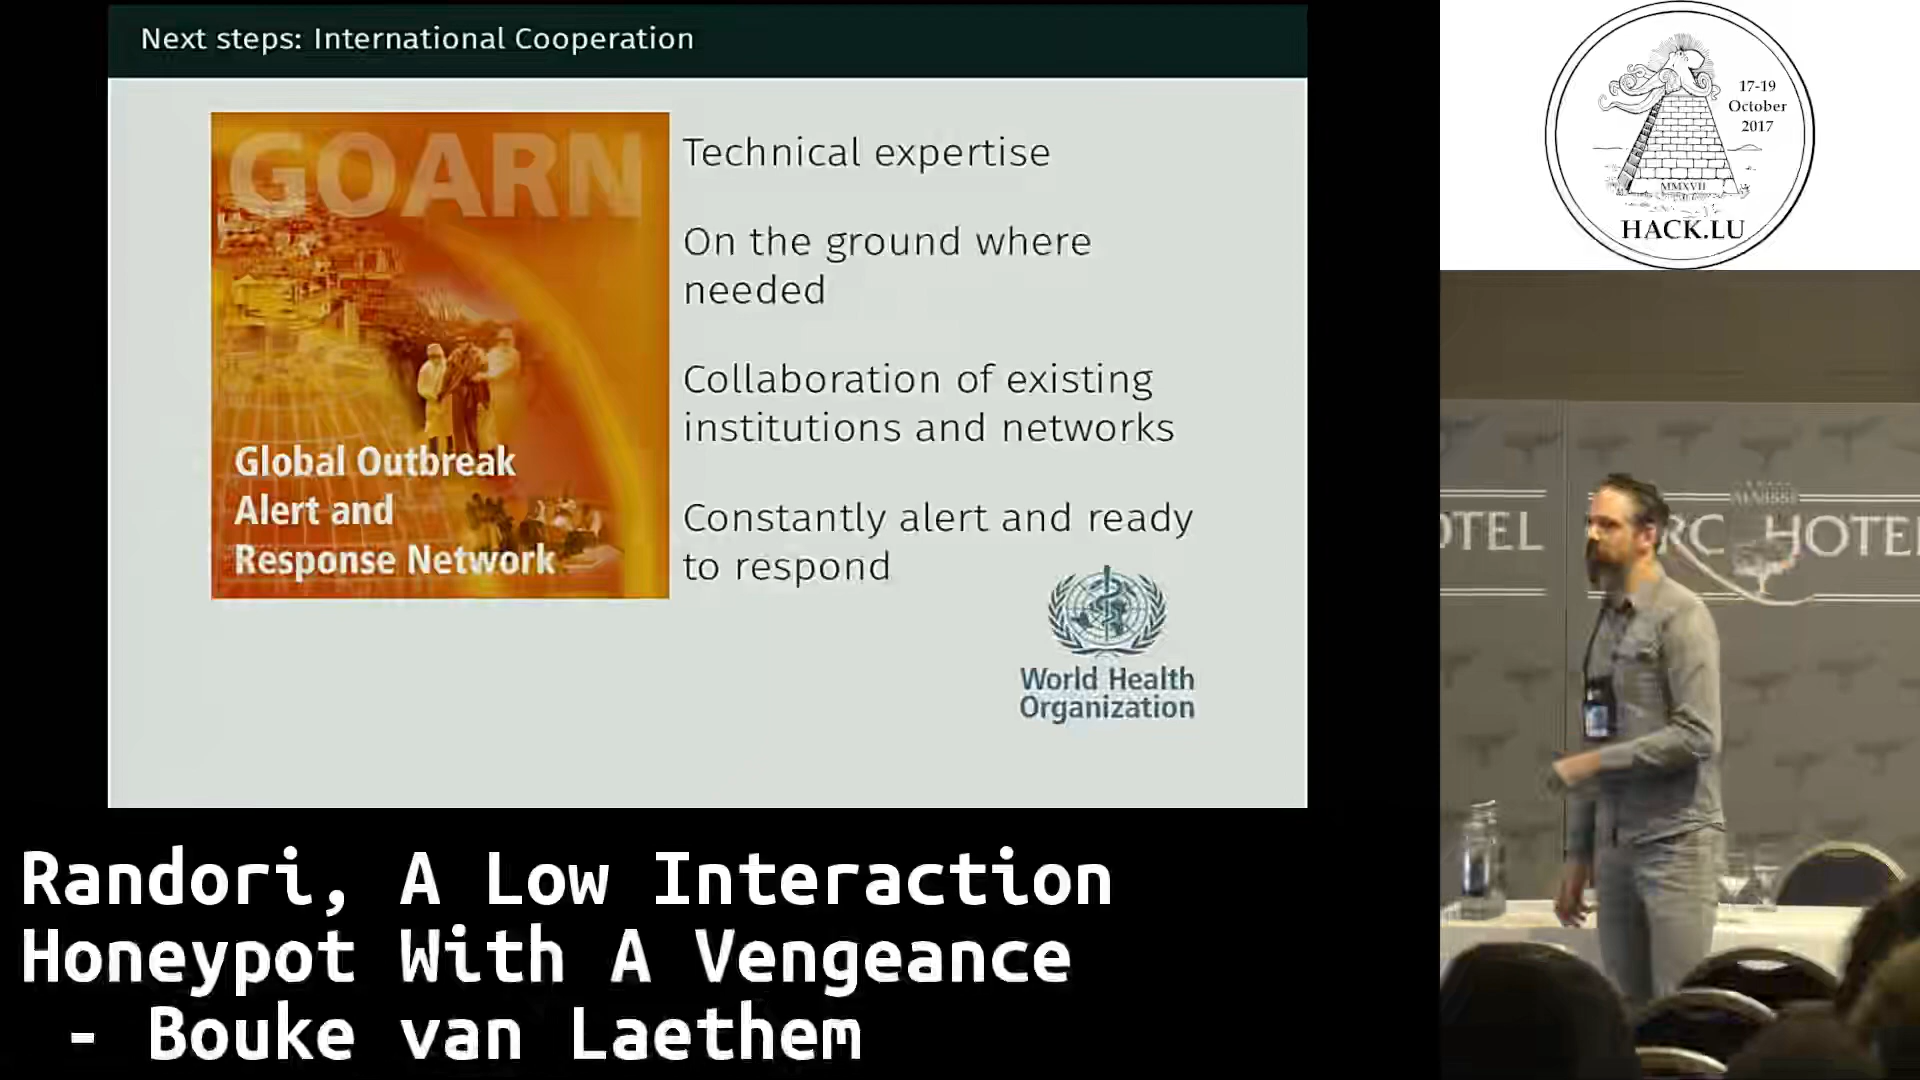 Next steps: International Cooperation
GOARN
Global Outbreak
Alert and
Response Network
Technical expertise
On the ground where
needed
Collaboration of existing
institutions and networks
Constantly alert and ready
to respond
World Health
Organization
17-19
October
2017
MMXVII
HACK.LU
HOTEL
Randori, A Low Interaction
Honeypot With A Vengeance
- Bouke van Laethem